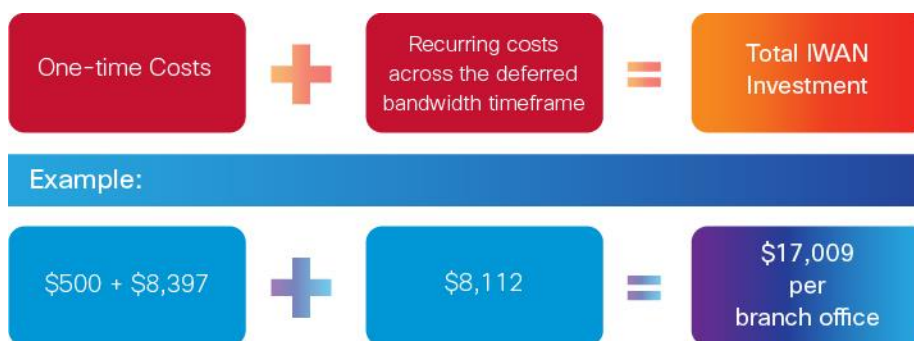 One-time Costs
+
Recurring costs
across the deferred
bandwidth timeframe
=
Total IWAN
Investment
Example:
$500 + $8,397
+
$8,112
=
$17,009
per
branch office